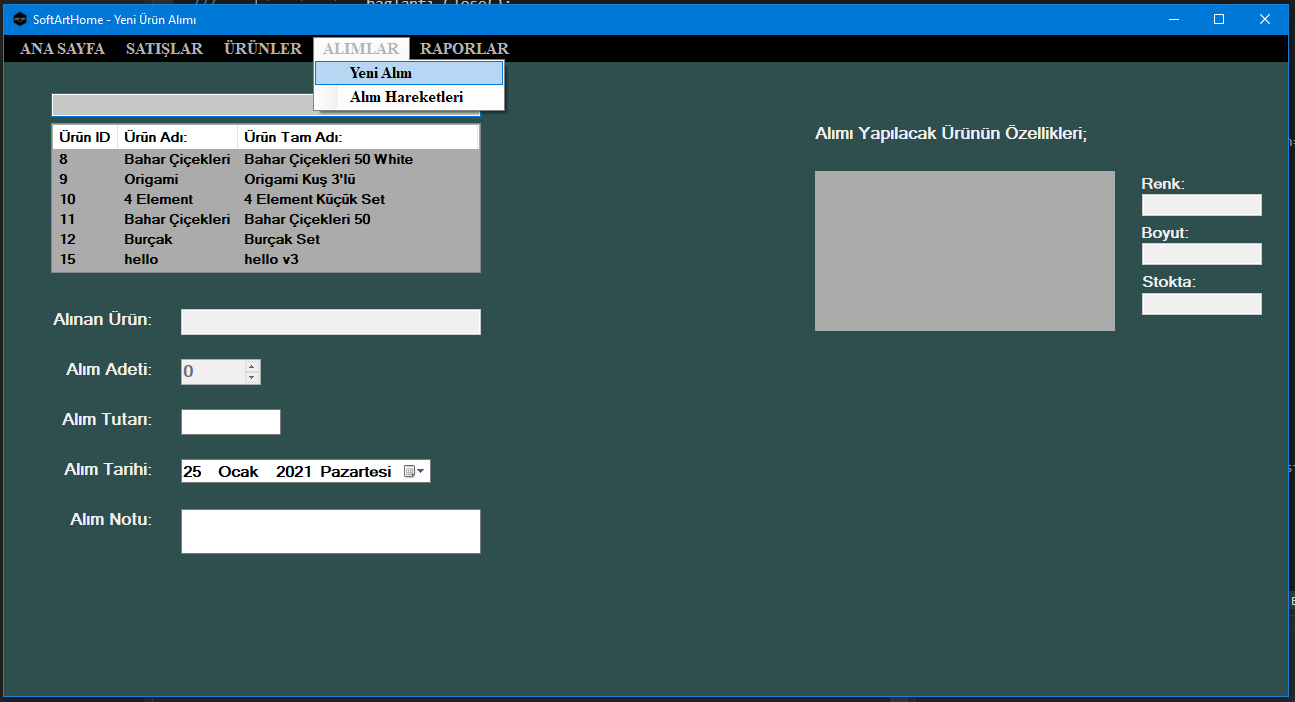 bağlanti.Close();
SoftArtHome - Yeni Ürün Alımı
ANA SAYFA SATIŞLAR ÜRÜNLER ALIMLAR RAPORLAR
Yeni Alım
Alım Hareketleri
Ürün ID Ürün Adı: Ürün Tam Adı:
8 Bahar Çiçekleri Bahar Çiçekleri 50 White
9 Origami Origami Kuş 3'lü
10 4 Element 4 Element Küçük Set
11 Bahar Çiçekleri Bahar Çiçekleri 50
12 Burçak Burçak Set
15 hello hello v3
Alınan Ürün:
Alım Adeti: 0
Alım Tutarı:
Alım Tarihi: 25 Ocak 2021 Pazartesi
Alım Notu:
Alımı Yapılacak Ürünün Özellikleri;
Renk:
Boyut:
Stokta: